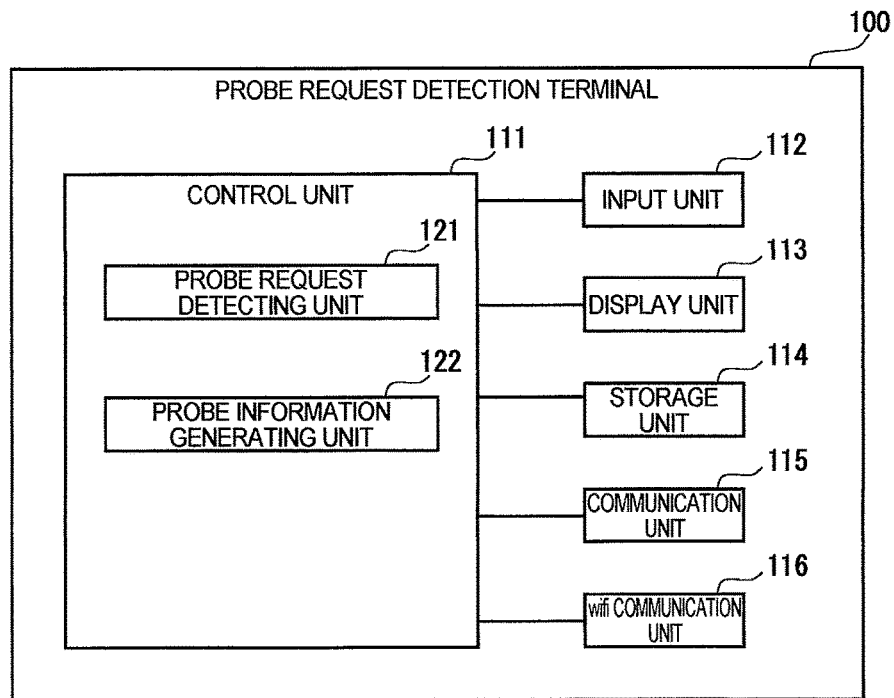 100
PROBE REQUEST DETECTION TERMINAL
111
CONTROL UNIT
121
PROBE REQUEST
DETECTING UNIT
122
PROBE INFORMATION
GENERATING UNIT
112
INPUT UNIT
113
DISPLAY UNIT
114
STORAGE
UNIT
115
COMMUNICATION
UNIT
116
wifi COMMUNICATION
UNIT